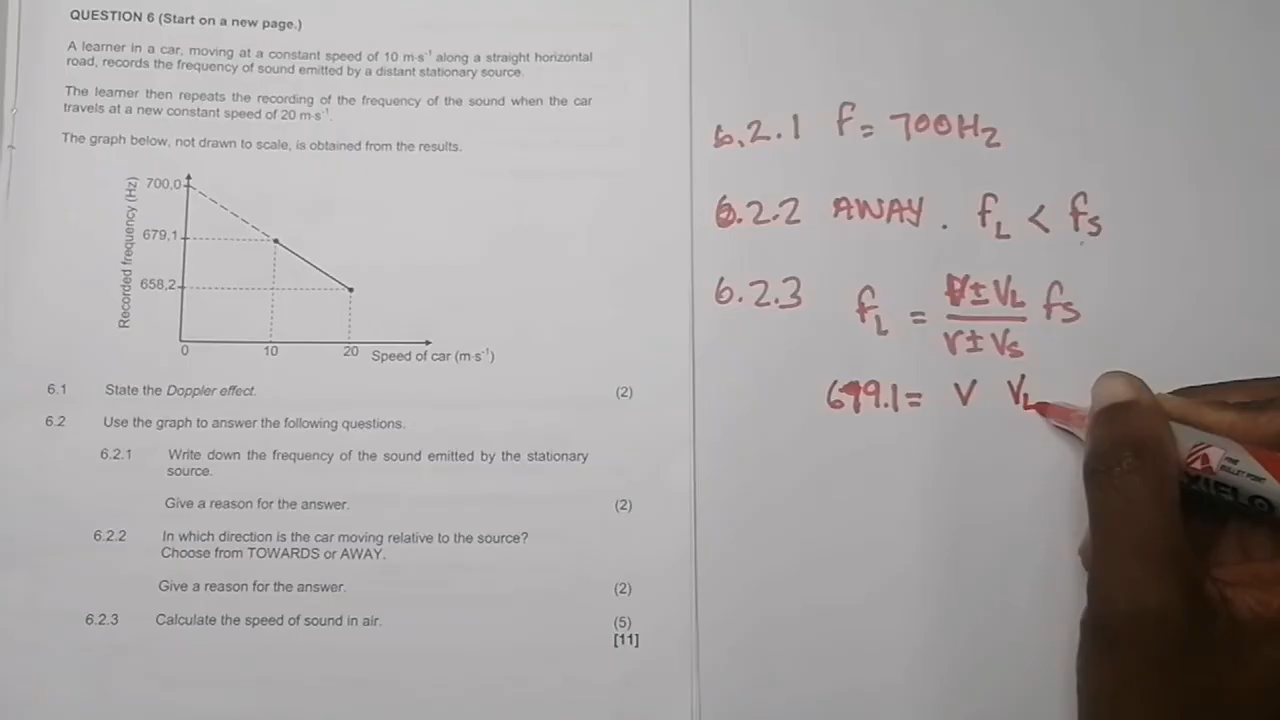 QUESTION 6 (Start on a new page.)
A learner in a car, moving at a constant speed of 10 m·s⁻¹ along a straight horizontal
road, records the frequency of sound emitted by a distant stationary source.
The learner then repeats the recording of the frequency of the sound when the car
travels at a new constant speed of 20 m·s⁻¹.
The graph below, not drawn to scale, is obtained from the results.
Recorded frequency (Hz)
700,0
679,1
658,2
0 10 20 Speed of car (m·s⁻¹)
6.1 State the Doppler effect. (2)
6.2 Use the graph to answer the following questions.
6.2.1 Write down the frequency of the sound emitted by the stationary
source.
Give a reason for the answer. (2)
6.2.2 In which direction is the car moving relative to the source?
Choose from TOWARDS or AWAY.
Give a reason for the answer. (2)
6.2.3 Calculate the speed of sound in air. (5)
[11]
6.2.1 f = 700Hz
6.2.2 AWAY. fL < fS
6.2.3 fL = V ± VL / V ± VS fS
679.1 = V VL